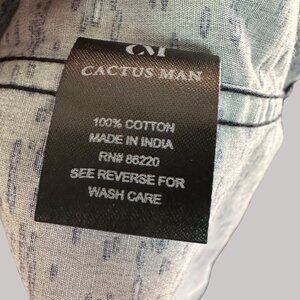 CM
CACTUS MAN
100% COTTON
MADE IN INDIA
RN# 86220
SEE REVERSE FOR
WASH CARE